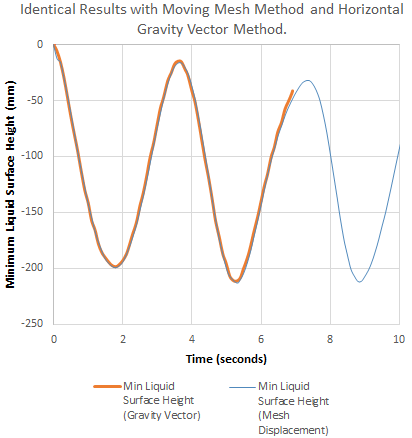 Identical Results with Moving Mesh Method and Horizontal
Gravity Vector Method.
Minimum Liquid Surface Height (mm)
0
-50
-100
-150
-200
-250
0 2 4 6 8 10
Time (seconds)
Min Liquid
Surface Height
(Gravity Vector)
Min Liquid
Surface Height
(Mesh
Displacement)